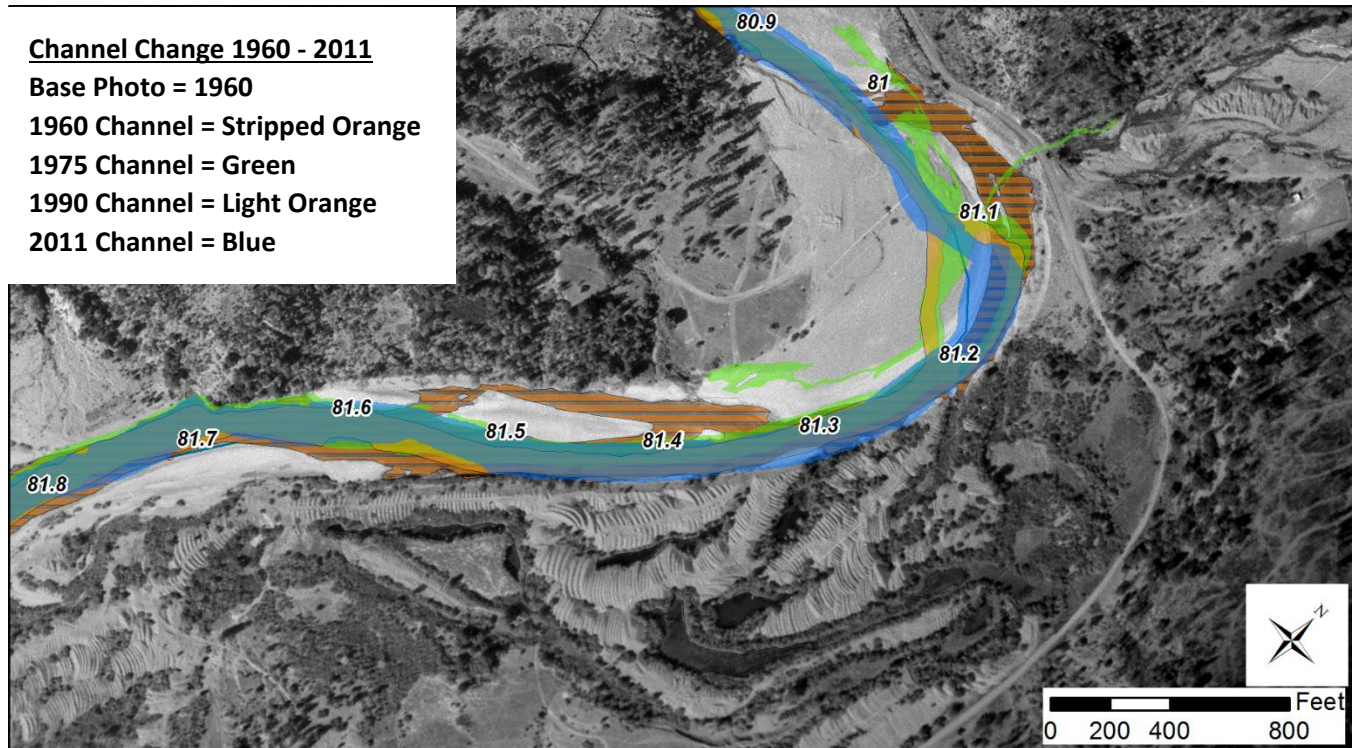 Channel Change 1960 - 2011
Base Photo = 1960
1960 Channel = Stripped Orange
1975 Channel = Green
1990 Channel = Light Orange
2011 Channel = Blue
80.9
81
81.1
81.2
81.3
81.4
81.5
81.6
81.7
81.8
N
Feet
0 200 400 800